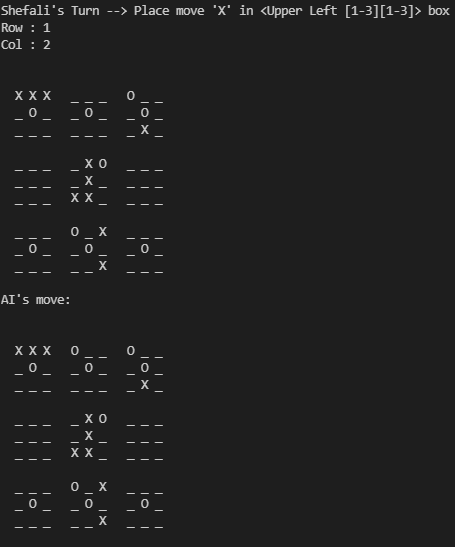 Shefali's Turn --> Place move 'X' in <Upper Left [1-3][1-3]> box
Row : 1
Col : 2
X X X _ _ _ O _ _
_ O _ _ O _ _ O _
_ _ _ _ _ _ _ X _
_ _ _ _ X O _ _ _
_ _ _ _ X _ _ _ _
_ _ _ X X _ _ _ _
_ _ _ O _ X _ _ _
_ O _ _ O _ _ O _
_ _ _ _ _ X _ _ _
AI's move:
X X X O _ _ O _ _
_ O _ _ O _ _ O _
_ _ _ _ _ _ _ X _
_ _ _ _ X O _ _ _
_ _ _ _ X _ _ _ _
_ _ _ X X _ _ _ _
_ _ _ O _ X _ _ _
_ O _ _ O _ _ O _
_ _ _ _ _ X _ _ _